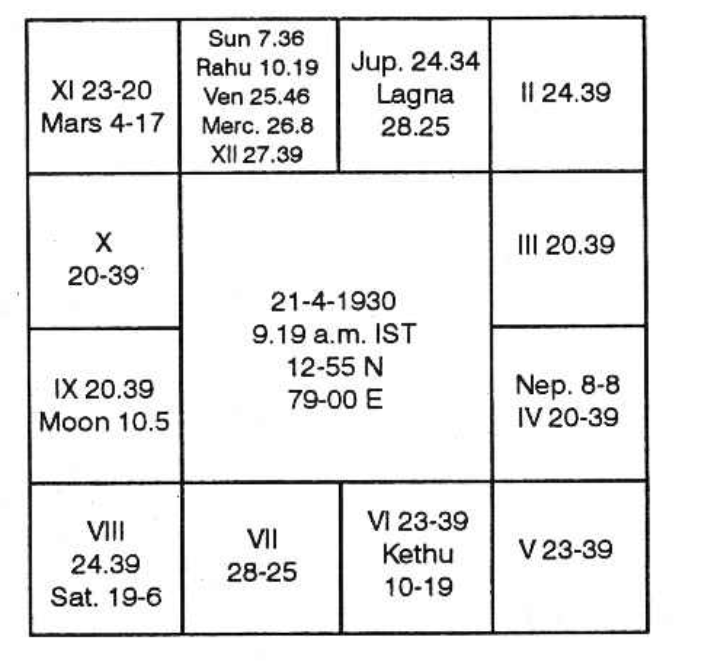 XI 23-20
Mars 4-17
Sun 7.36
Rahu 10.19
Ven 25.46
Merc. 26.8
XII 27.39
Jup. 24.34
Lagna
28.25
II 24.39
X
20-39
21-4-1930
9.19 a.m. IST
12-55 N
79-00 E
III 20.39
IX 20.39
Moon 10.5
Nep. 8-8
IV 20-39
VIII
24.39
Sat. 19-6
VII
28-25
VI 23-39
Kethu
10-19
V 23-39